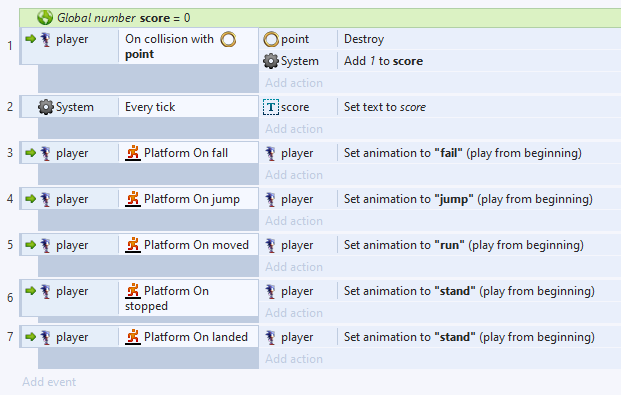 Global number score = 0
1 player On collision with point point Destroy
System Add 1 to score
Add action
2 System Every tick T score Set text to score
Add action
3 player Platform On fall player Set animation to "fail" (play from beginning)
Add action
4 player Platform On jump player Set animation to "jump" (play from beginning)
Add action
5 player Platform On moved player Set animation to "run" (play from beginning)
Add action
6 player Platform On stopped player Set animation to "stand" (play from beginning)
Add action
7 player Platform On landed player Set animation to "stand" (play from beginning)
Add action
Add event